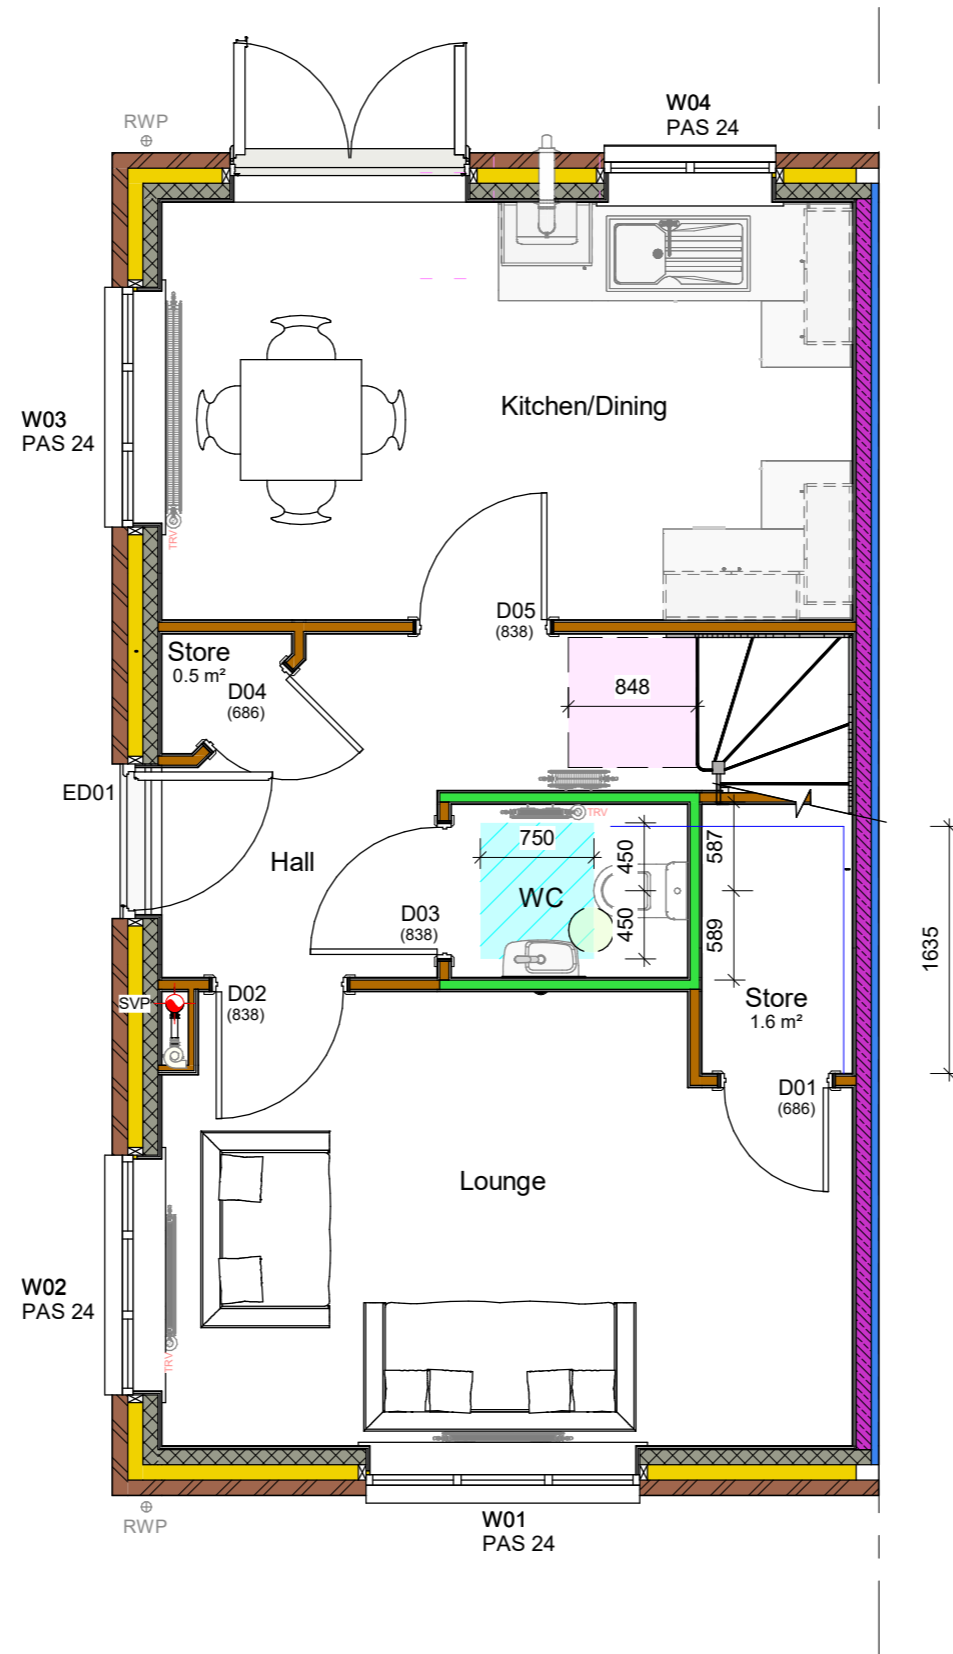 W04
PAS 24
RWP
W03
PAS 24
Kitchen/Dining
TRV
D05
(838)
Store
0.5 m²
D04
(686)
848
ED01
TRV
750
450
587
Hall
WC
D03
(838)
450
589
1635
SVP
D02
(838)
Store
1.6 m²
D01
(686)
Lounge
W02
PAS 24
TRV
RWP
W01
PAS 24